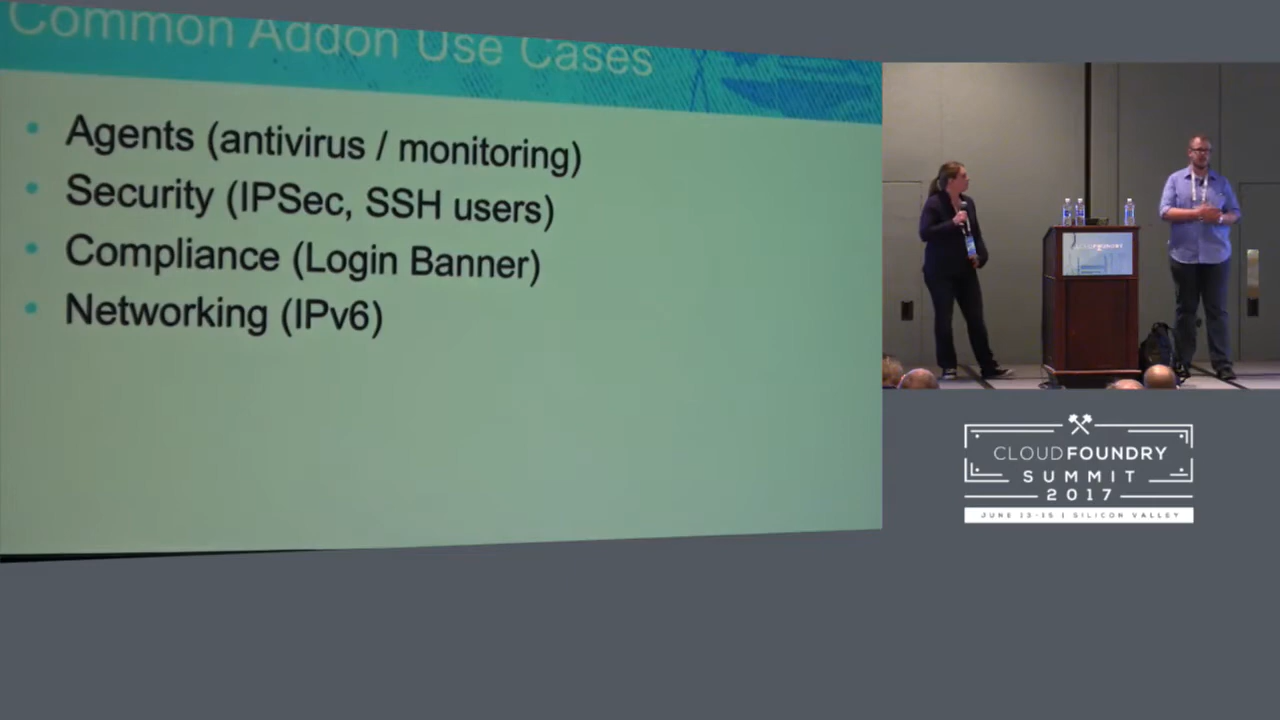 Common Addon Use Cases
• Agents (antivirus / monitoring)
• Security (IPSec, SSH users)
• Compliance (Login Banner)
• Networking (IPv6)
CLOUD FOUNDRY
SUMMIT
2017
JUNE 13-15 | SILICON VALLEY